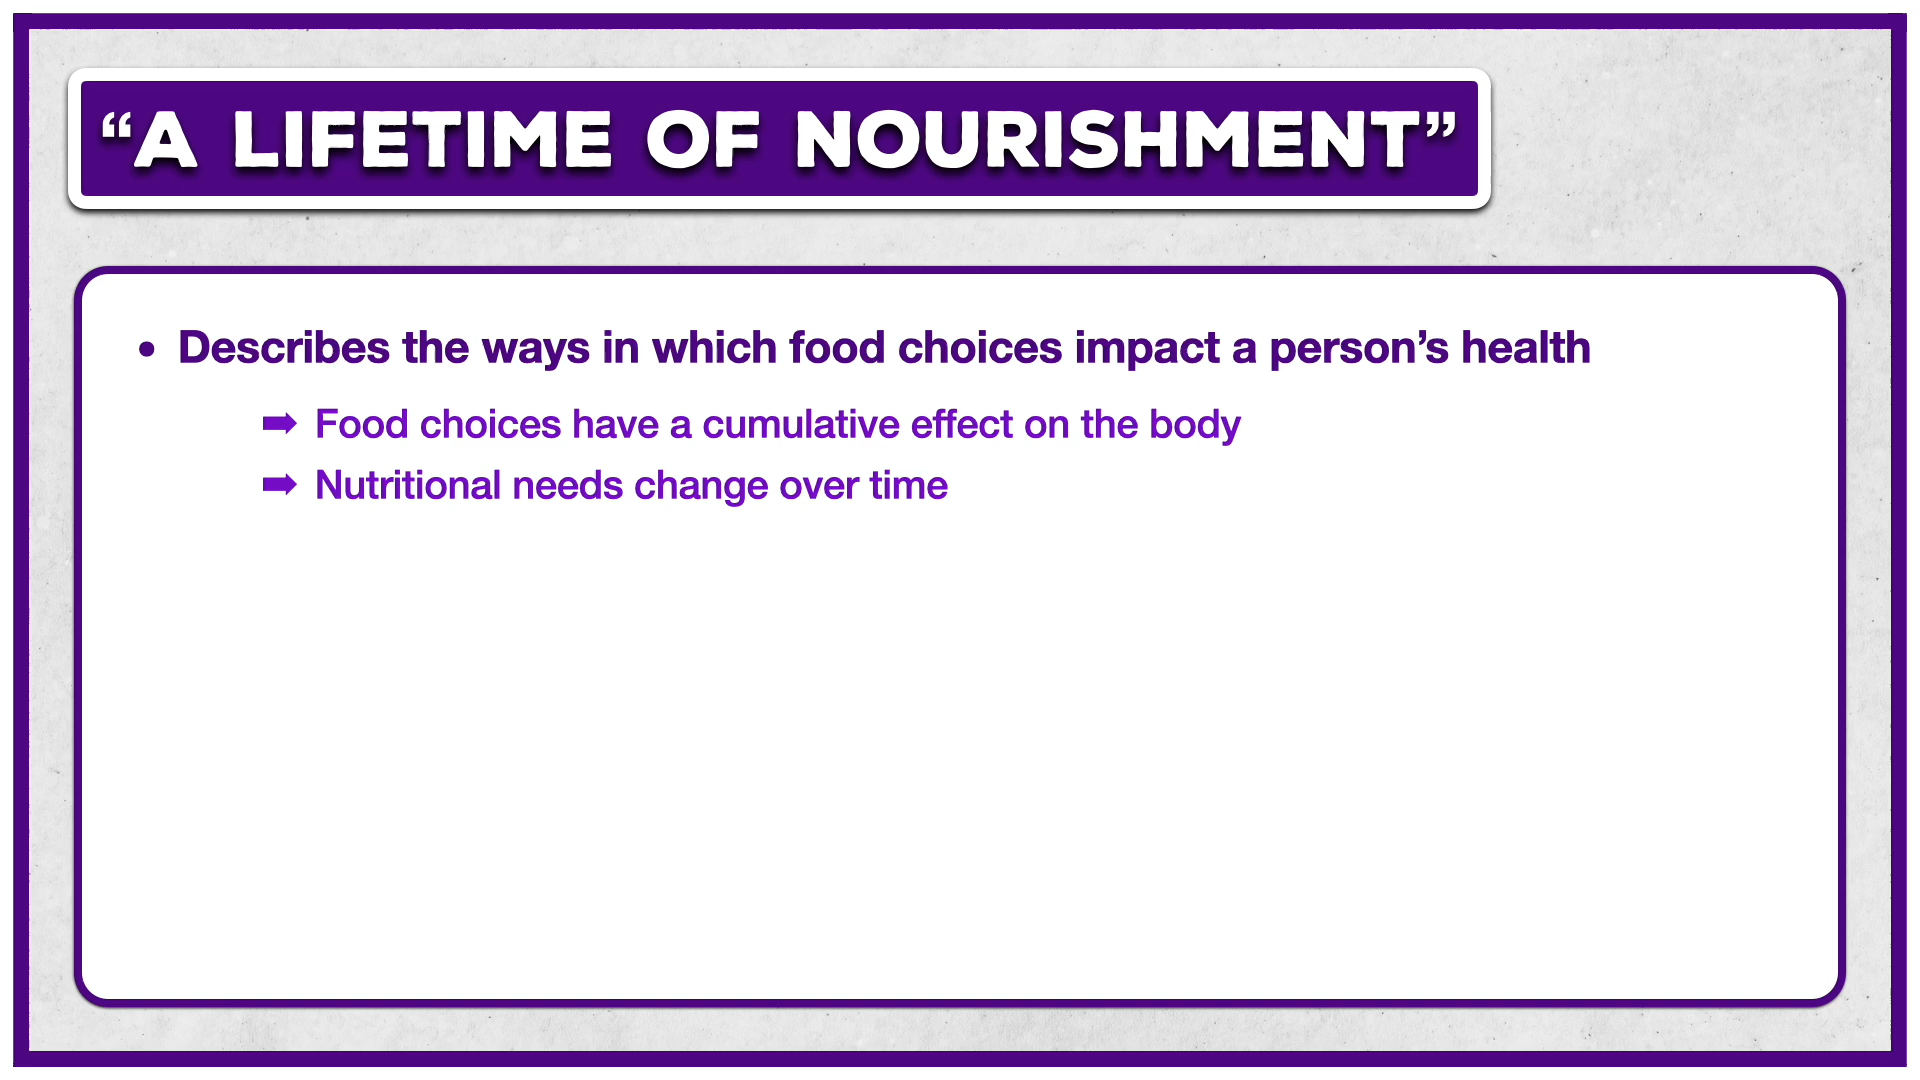 “A LIFETIME OF NOURISHMENT”
• Describes the ways in which food choices impact a person’s health
➡ Food choices have a cumulative effect on the body
➡ Nutritional needs change over time